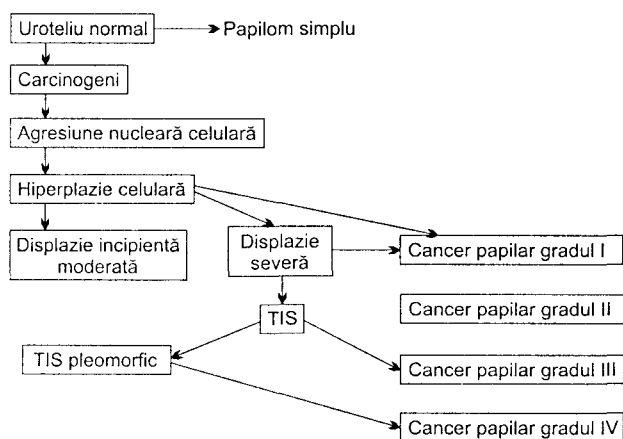 Uroteliu normal
Papilom simplu
Carcinogeni
Agresiune nucleară celulară
Hiperplazie celulară
Displazie incipientă
moderată
Displazie
severă
Cancer papilar gradul I
TIS
Cancer papilar gradul II
TIS pleomorfic
Cancer papilar gradul III
Cancer papilar gradul IV